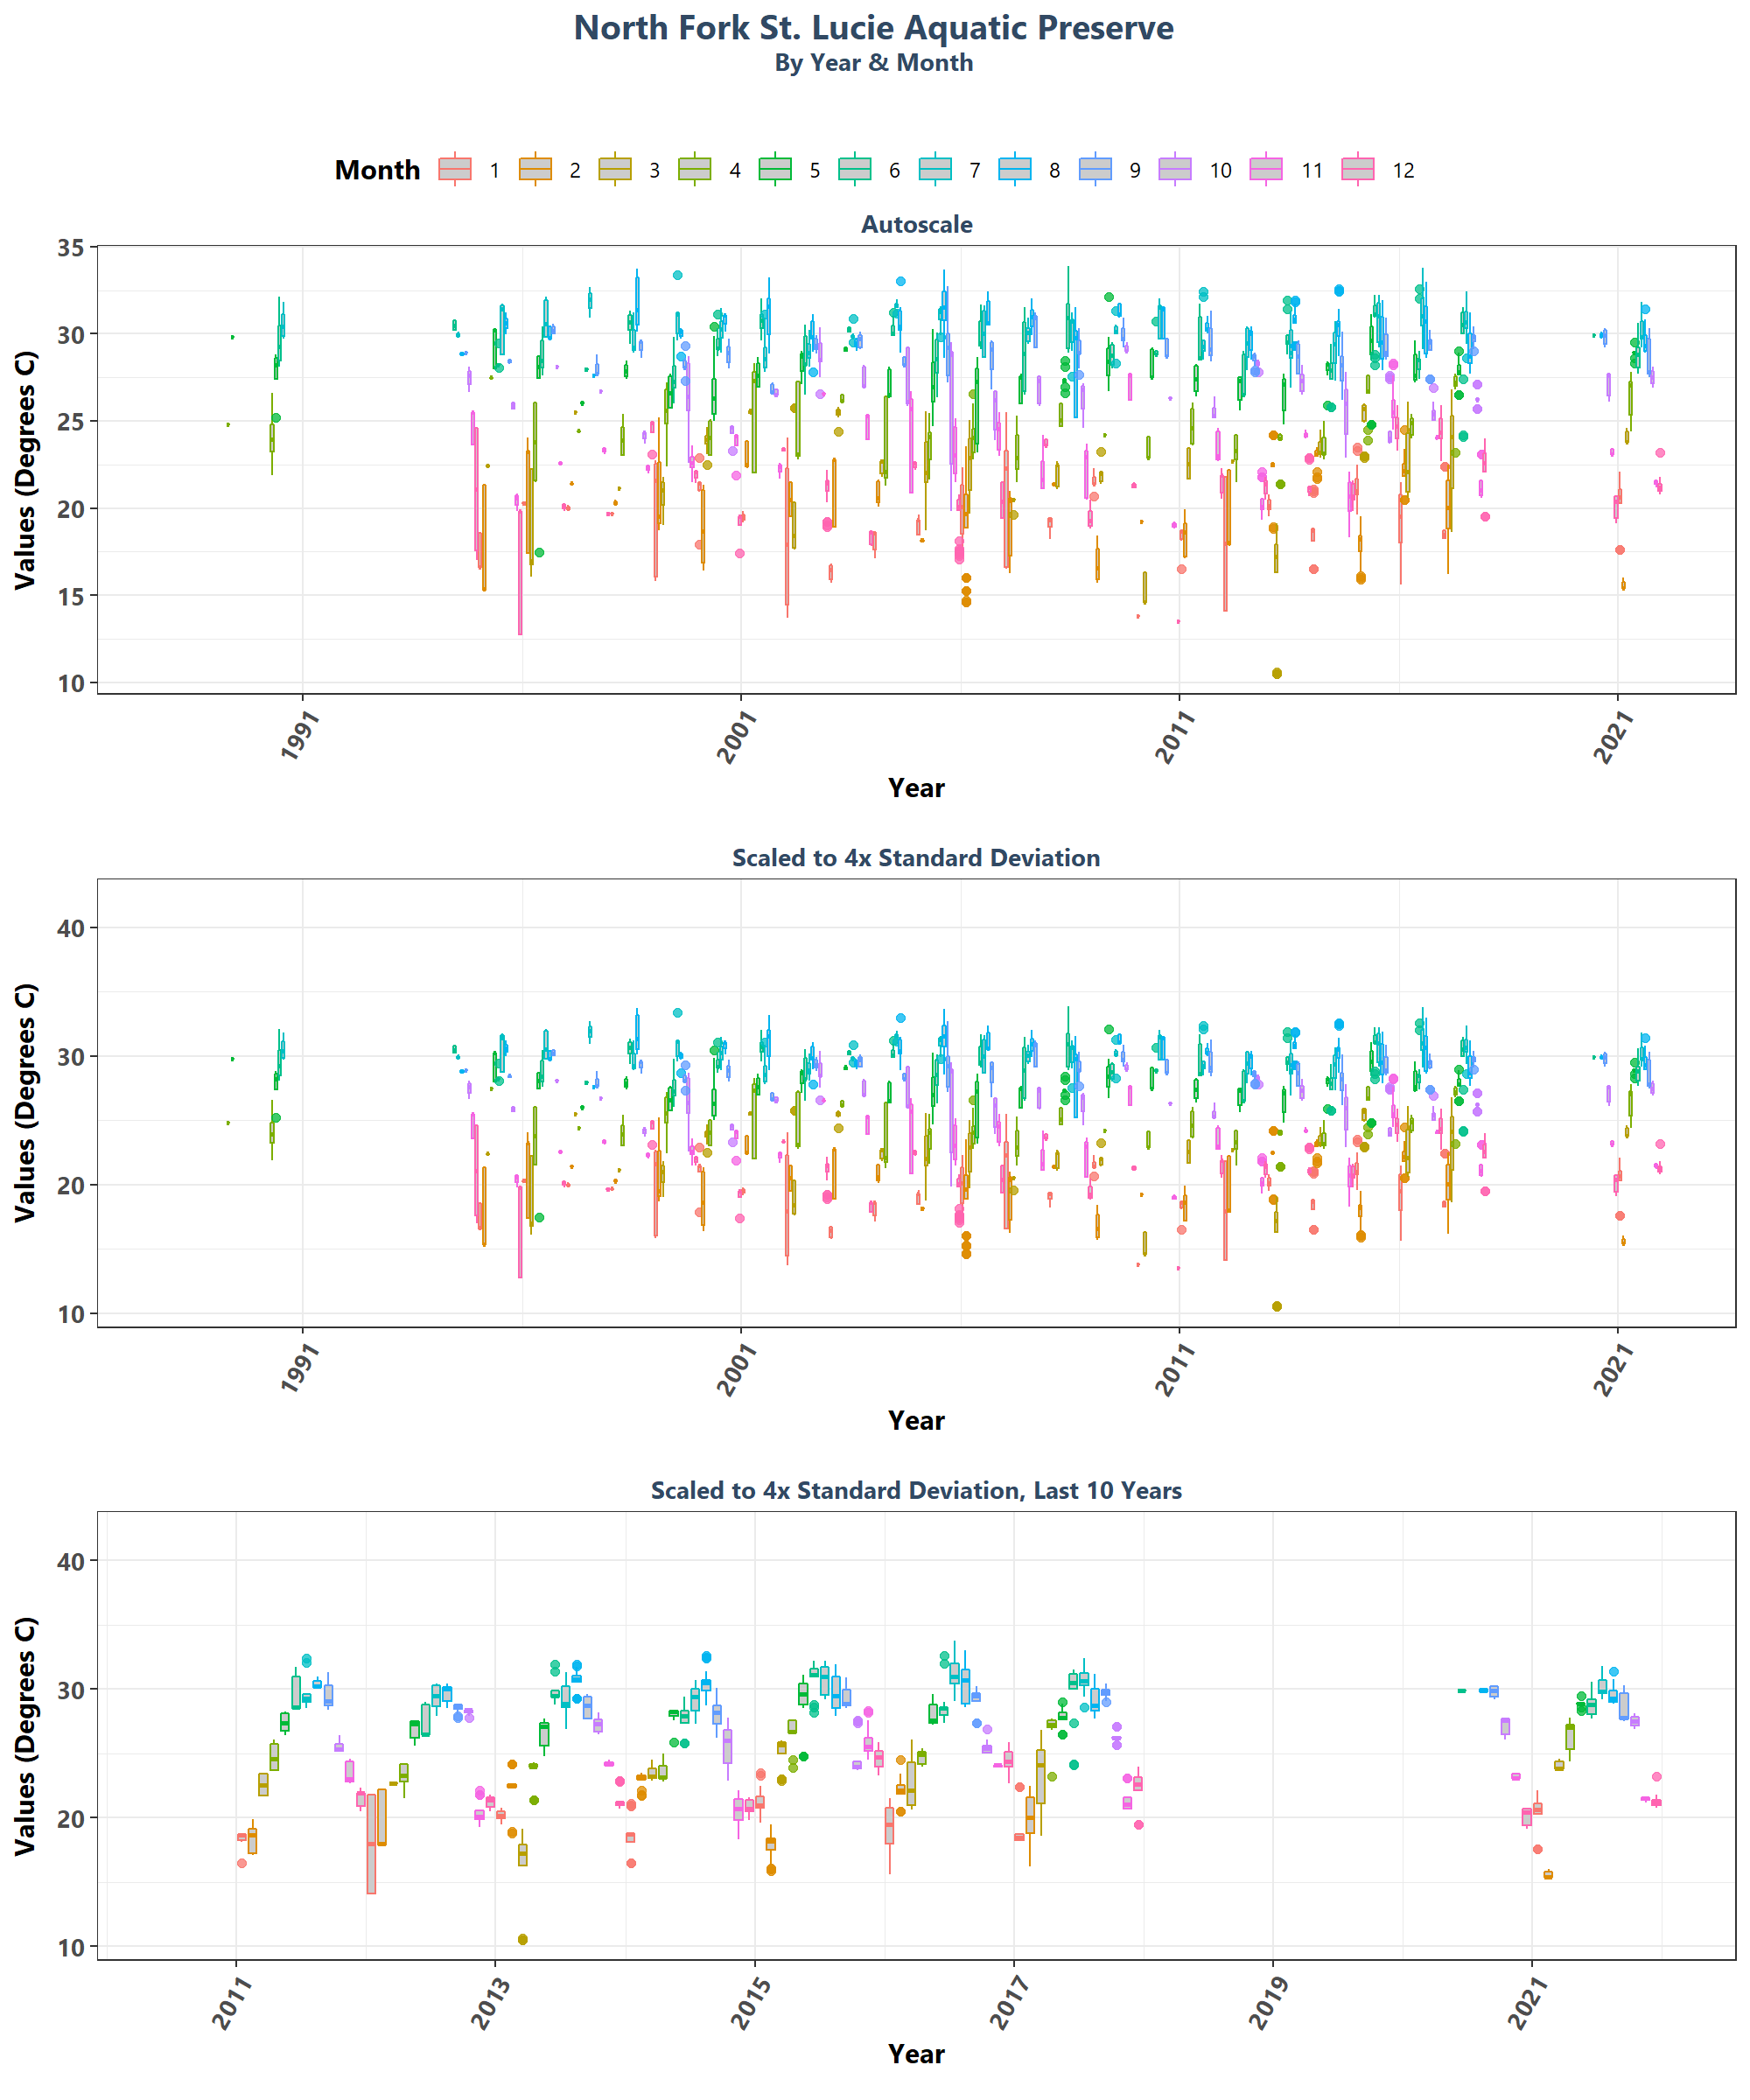 North Fork St. Lucie Aquatic Preserve
By Year & Month
Month 1 2 3 4 5 6 7 8 9 10 11 12
Autoscale
Values (Degrees C)
35
30
25
20
15
10
1991 2001 2011 2021
Year
Scaled to 4x Standard Deviation
Values (Degrees C)
40
30
20
10
1991 2001 2011 2021
Year
Scaled to 4x Standard Deviation, Last 10 Years
Values (Degrees C)
40
30
20
10
2011 2013 2015 2017 2019 2021
Year